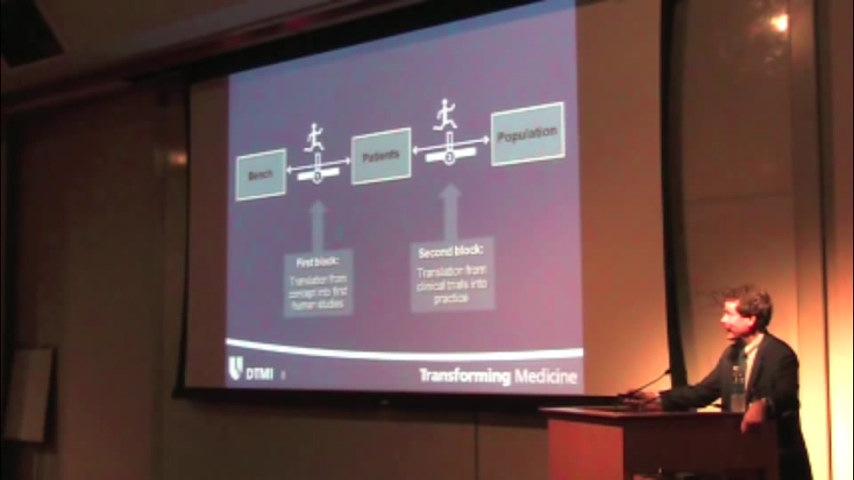 Bench
Patients
Population
First block:
Translation from
concept into first
human studies
Second block:
Translation from
clinical trials into
practice
DTMI
Transforming Medicine